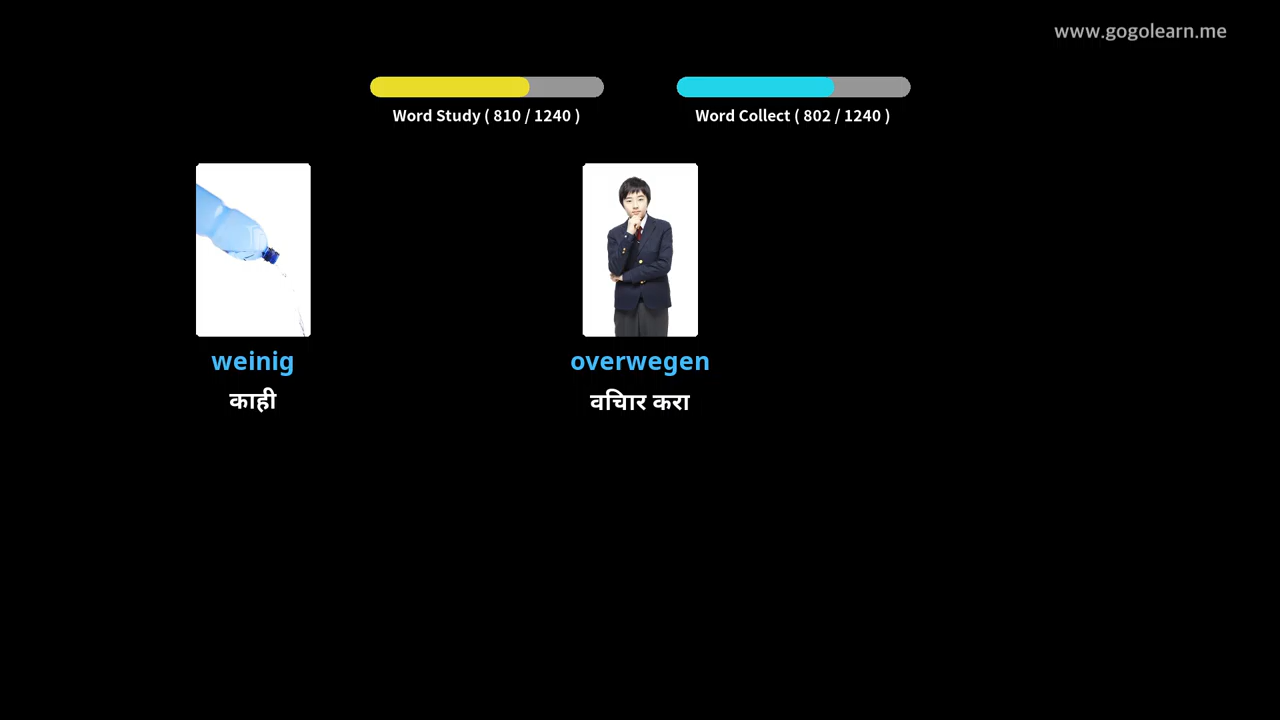 www.gogolearn.me
Word Study ( 810 / 1240 )
Word Collect ( 802 / 1240 )
weinig
काही
overwegen
वचिार करा